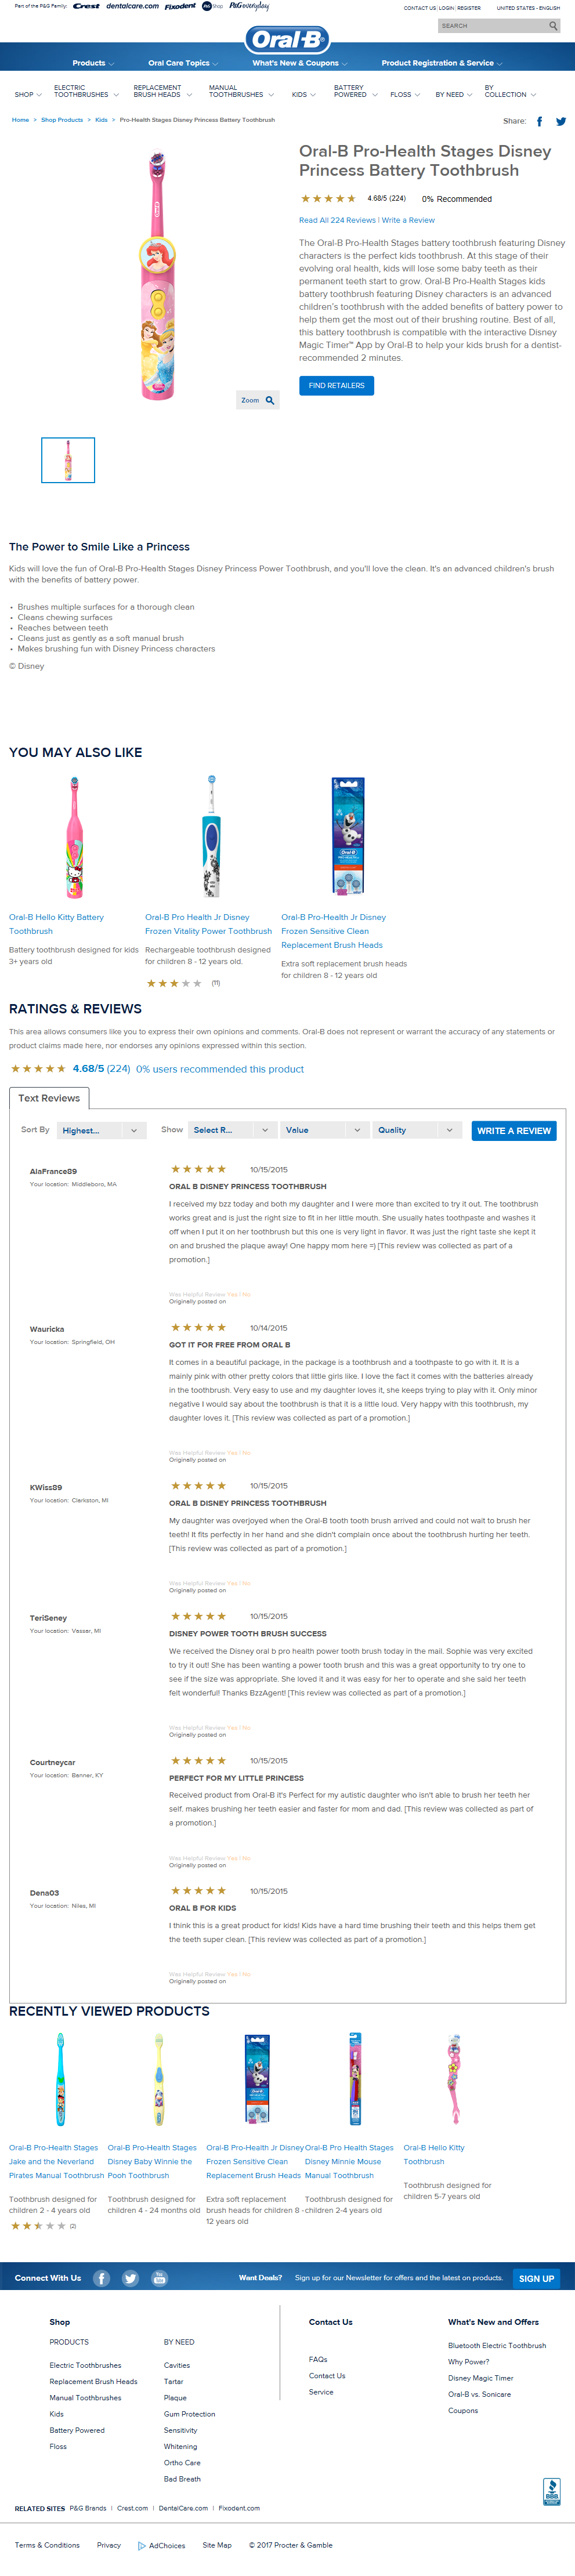 Part of the P&G Family: Crest dentalcare.com Fixodent P&G Shop P&G everyday
CONTACT US | LOGIN | REGISTER UNITED STATES - ENGLISH
SEARCH
Oral-B
Products Oral Care Topics What's New & Coupons Product Registration & Service
SHOP ELECTRIC TOOTHBRUSHES REPLACEMENT BRUSH HEADS MANUAL TOOTHBRUSHES KIDS BATTERY POWERED FLOSS BY NEED BY COLLECTION
Home > Shop Products > Kids > Pro-Health Stages Disney Princess Battery Toothbrush
Share:
Oral-B Pro-Health Stages Disney
Princess Battery Toothbrush
4.68/5 (224) 0% Recommended
Read All 224 Reviews | Write a Review
The Oral-B Pro-Health Stages battery toothbrush featuring Disney
characters is the perfect kids toothbrush. At this stage of their
evolving oral health, kids will lose some baby teeth as their
permanent teeth start to grow. Oral-B Pro-Health Stages kids
battery toothbrush featuring Disney characters is an advanced
children's toothbrush with the added benefits of battery power to
help them get the most out of their brushing routine. Best of all,
this battery toothbrush is compatible with the interactive Disney
Magic Timer™ App by Oral-B to help your kids brush for a dentist-
recommended 2 minutes.
FIND RETAILERS
Zoom
The Power to Smile Like a Princess
Kids will love the fun of Oral-B Pro-Health Stages Disney Princess Power Toothbrush, and you'll love the clean. It's an advanced children's brush
with the benefits of battery power.
• Brushes multiple surfaces for a thorough clean
• Cleans chewing surfaces
• Reaches between teeth
• Cleans just as gently as a soft manual brush
• Makes brushing fun with Disney Princess characters
© Disney
YOU MAY ALSO LIKE
Oral-B Hello Kitty Battery
Toothbrush
Battery toothbrush designed for kids
3+ years old
Oral-B Pro Health Jr Disney
Frozen Vitality Power Toothbrush
Rechargeable toothbrush designed
for children 8 - 12 years old.
(11)
Oral-B Pro-Health Jr Disney
Frozen Sensitive Clean
Replacement Brush Heads
Extra soft replacement brush heads
for children 8 - 12 years old
RATINGS & REVIEWS
This area allows consumers like you to express their own opinions and comments. Oral-B does not represent or warrant the accuracy of any statements or
product claims made here, nor endorses any opinions expressed within this section.
4.68/5 (224) 0% users recommended this product
Text Reviews
Sort By Highest... Show Select R... Value Quality WRITE A REVIEW
AlaFrance89
Your location: Middleboro, MA
10/15/2015
ORAL B DISNEY PRINCESS TOOTHBRUSH
I received my bzz today and both my daughter and I were more than excited to try it out. The toothbrush
works great and is just the right size to fit in her little mouth. She usually hates toothpaste and washes it
off when I put it on her toothbrush but this one is very light in flavor. It was just the right taste she kept it
on and brushed the plaque away! One happy mom here =) [This review was collected as part of a
promotion.]
Was Helpful Review Yes | No
Originally posted on
Wauricka
Your location: Springfield, OH
10/14/2015
GOT IT FOR FREE FROM ORAL B
It comes in a beautiful package, in the package is a toothbrush and a toothpaste to go with it. It is a
mainly pink with other pretty colors that little girls like. I love the fact it comes with the batteries already
in the toothbrush. Very easy to use and my daughter loves it, she keeps trying to play with it. Only minor
negative I would say about the toothbrush is that it is a little loud. Very happy with this toothbrush, my
daughter loves it. [This review was collected as part of a promotion.]
Was Helpful Review Yes | No
Originally posted on
KWiss89
Your location: Clarkston, MI
10/15/2015
ORAL B DISNEY PRINCESS TOOTHBRUSH
My daughter was overjoyed when the Oral-B tooth tooth brush arrived and could not wait to brush her
teeth! It fits perfectly in her hand and she didn't complain once about the toothbrush hurting her teeth.
[This review was collected as part of a promotion.]
Was Helpful Review Yes | No
Originally posted on
TeriSeney
Your location: Vassar, MI
10/15/2015
DISNEY POWER TOOTH BRUSH SUCCESS
We received the Disney oral b pro health power tooth brush today in the mail. Sophie was very excited
to try it out! She has been wanting a power tooth brush and this was a great opportunity to try one to
see if the size was appropriate. She loved it and it was easy for her to operate and she said her teeth
felt wonderful! Thanks BzzAgent! [This review was collected as part of a promotion.]
Was Helpful Review Yes | No
Originally posted on
Courtneycar
Your location: Banner, KY
10/15/2015
PERFECT FOR MY LITTLE PRINCESS
Received product from Oral-B it's Perfect for my autistic daughter who isn't able to brush her teeth her
self. makes brushing her teeth easier and faster for mom and dad. [This review was collected as part of
a promotion.]
Was Helpful Review Yes | No
Originally posted on
Dena03
Your location: Niles, MI
10/15/2015
ORAL B FOR KIDS
I think this is a great product for kids! Kids have a hard time brushing their teeth and this helps them get
the teeth super clean. [This review was collected as part of a promotion.]
Was Helpful Review Yes | No
Originally posted on
RECENTLY VIEWED PRODUCTS
Oral-B Pro-Health Stages
Jake and the Neverland
Pirates Manual Toothbrush
Toothbrush designed for
children 2 - 4 years old
(2)
Oral-B Pro-Health Stages
Disney Baby Winnie the
Pooh Toothbrush
Toothbrush designed for
children 4 - 24 months old
Oral-B Pro-Health Jr Disney
Frozen Sensitive Clean
Replacement Brush Heads
Extra soft replacement
brush heads for children 8 -
12 years old
Oral-B Pro Health Stages
Disney Minnie Mouse
Manual Toothbrush
Toothbrush designed for
children 2-4 years old
Oral-B Hello Kitty
Toothbrush
Toothbrush designed for
children 5-7 years old
Connect With Us
Want Deals? Sign up for our Newsletter for offers and the latest on products. SIGN UP
Shop
PRODUCTS
Electric Toothbrushes
Replacement Brush Heads
Manual Toothbrushes
Kids
Battery Powered
Floss
BY NEED
Cavities
Tartar
Plaque
Gum Protection
Sensitivity
Whitening
Ortho Care
Bad Breath
Contact Us
FAQs
Contact Us
Service
What's New and Offers
Bluetooth Electric Toothbrush
Why Power?
Disney Magic Timer
Oral-B vs. Sonicare
Coupons
BBB
RELATED SITES P&G Brands | Crest.com | DentalCare.com | Fixodent.com
Terms & Conditions Privacy AdChoices Site Map © 2017 Procter & Gamble